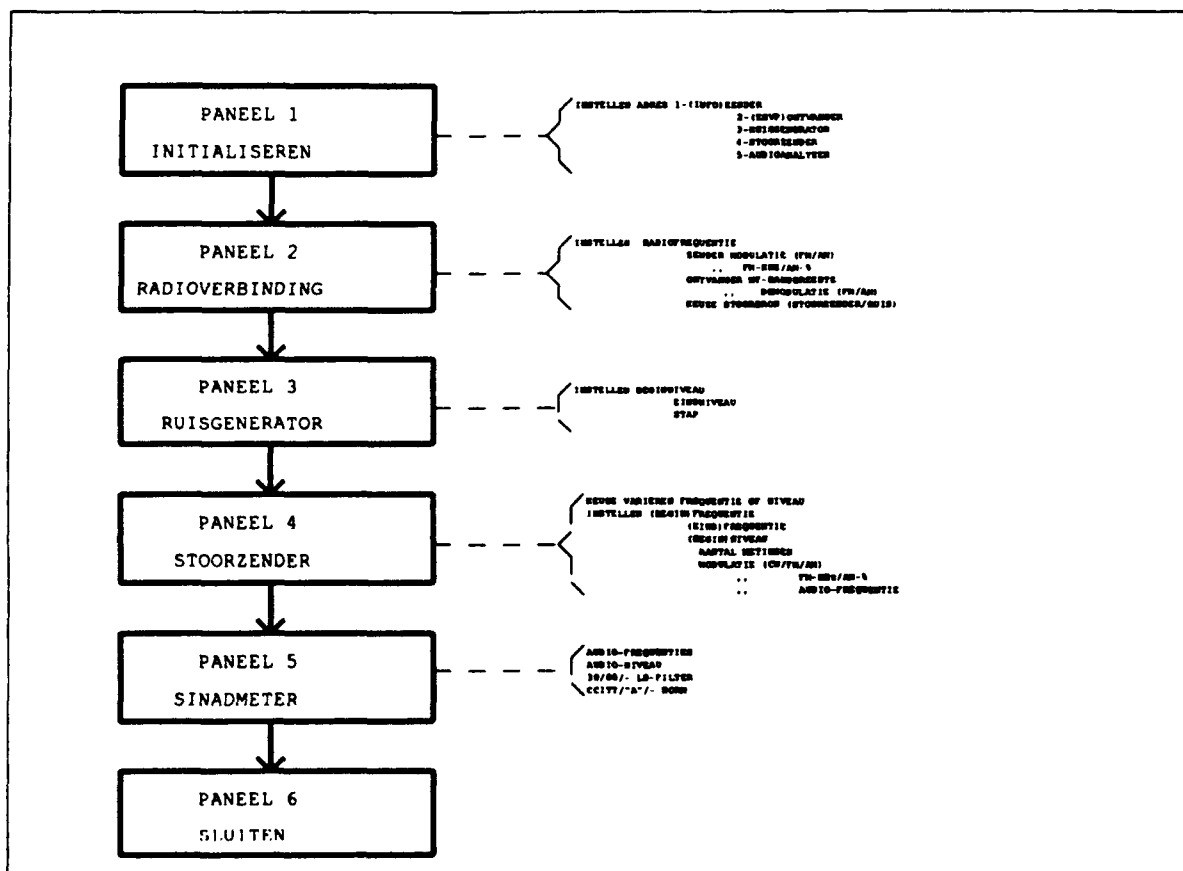 PANEEL 1
INITIALISEREN
INSTELLEN ADRES 1-(INFO)ZENDER
2-(ESVP)ONTVANGER
3-RUISGENERATOR
4-STOORZENDER
5-AUDIOANALYSER
PANEEL 2
RADIOVERBINDING
INSTELLEN RADIOFREQUENTIE
ZENDER MODULATIE (FM/AM)
,, FM-KHZ/AM-%
ONTVANGER MF-BANDBREEDTE
,, DEMODULATIE (FM/AM)
KEUZE STOORBRON (STOORZENDER/RUIS)
PANEEL 3
RUISGENERATOR
INSTELLEN BEGINNIVEAU
EINDNIVEAU
STAP
PANEEL 4
STOORZENDER
KEUZE VARIEREN FREQUENTIE OF NIVEAU
INSTELLEN (BEGIN)FREQUENTIE
(EIND)FREQUENTIE
(BEGIN)NIVEAU
AANTAL METINGEN
MODULATIE (CW/FM/AM)
,, FM-KHz/AM-%
,, AUDIO-FREQUENTIE
PANEEL 5
SINADMETER
AUDIO-FREQUENTIES
AUDIO-NIVEAU
30/80/- LD-FILTER
CCITT/"A"/- NORM
PANEEL 6
SLUITEN